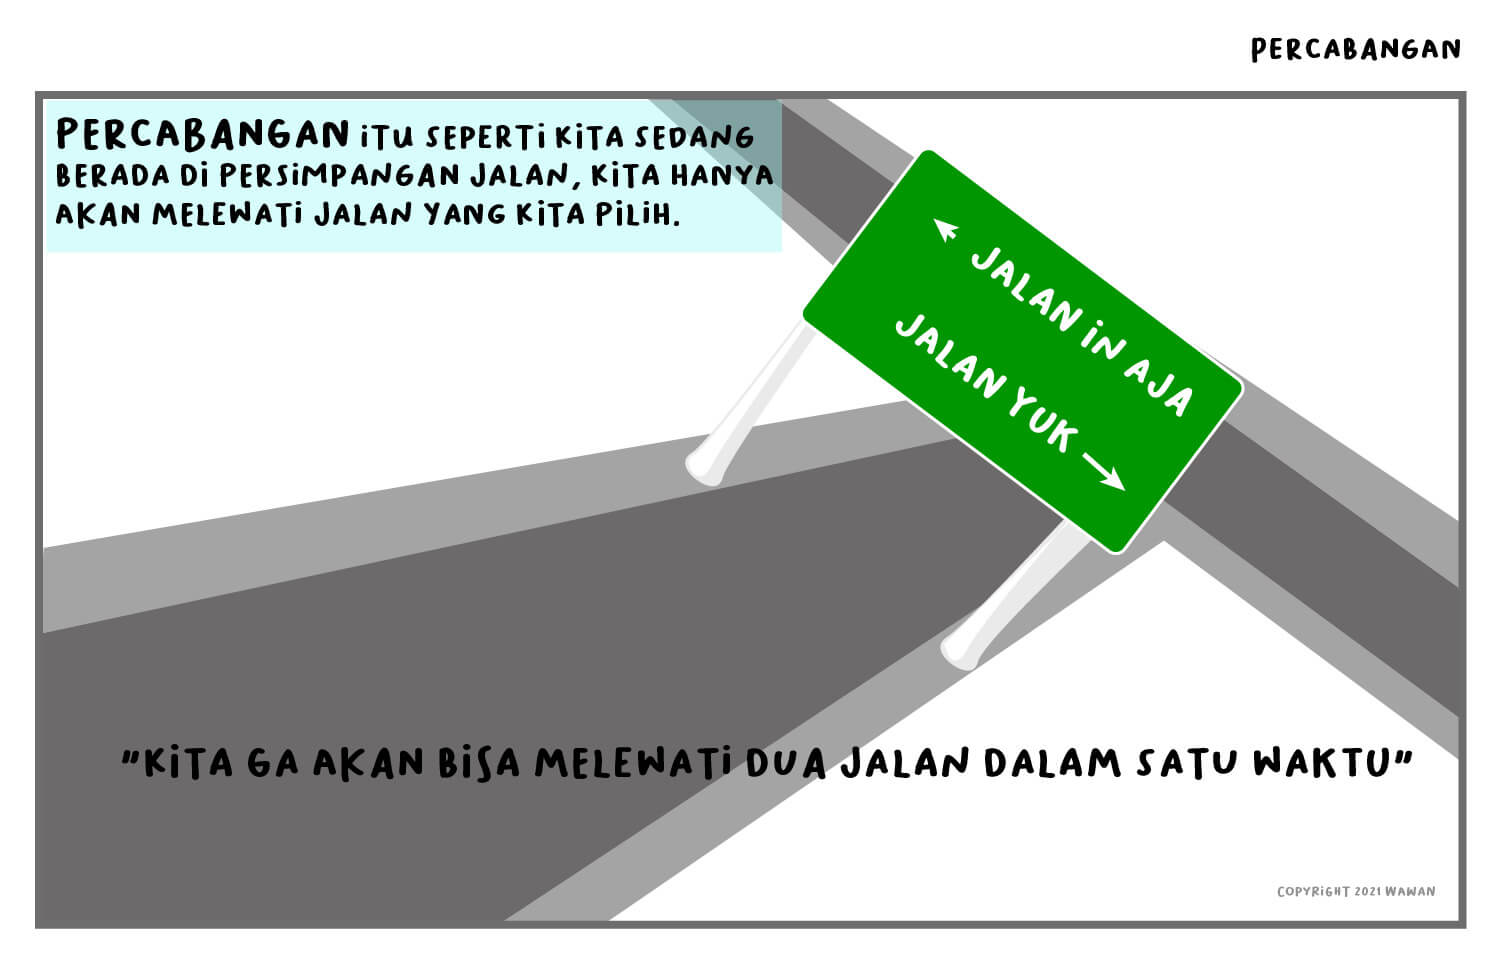 PERCABANGAN
PERCABANGAN iTU SEPERTi KiTA SEDANG
BERADA Di PERSiMPANGAN JALAN, KiTA HANYA
AKAN MELEWATi JALAN YANG KiTA PiLiH.
JALAN iN AJA
JALAN YUK
"KiTA GA AKAN BiSA MELEWATi DUA JALAN DALAM SATU WAKTU"
COPYRiGHT 2021 WAWAN